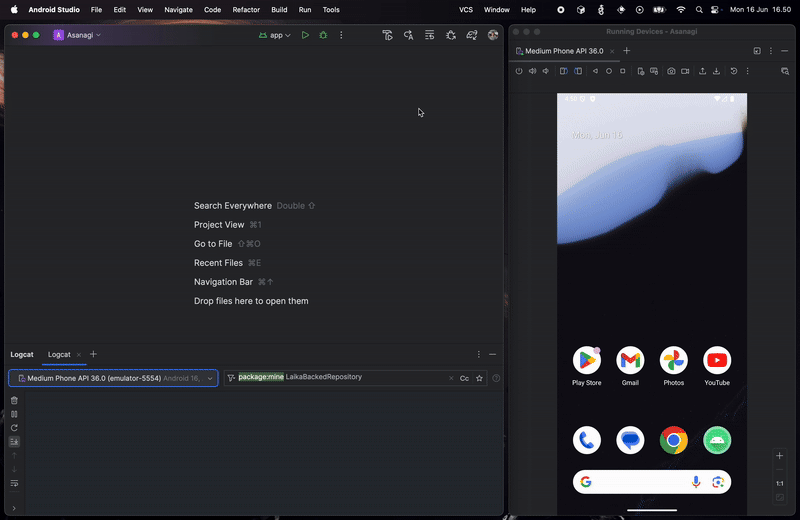 Android Studio File Edit View Navigate Code Refactor Build Run Tools VCS Window Help Mon 16 Jun 16.50
A Asanagi app
Running Devices - Asanagi
Medium Phone API 36.0
4:50
Mon, Jun 16
Search Everywhere Double ⇧
Project View ⌘1
Go to File ⇧⌘O
Recent Files ⌘E
Navigation Bar ⌘↑
Drop files here to open them
Logcat Logcat
Medium Phone API 36.0 (emulator-5554) Android 16,
package:mine LaikaBackedRepository Cc
Play Store Gmail Photos YouTube
G
1:1